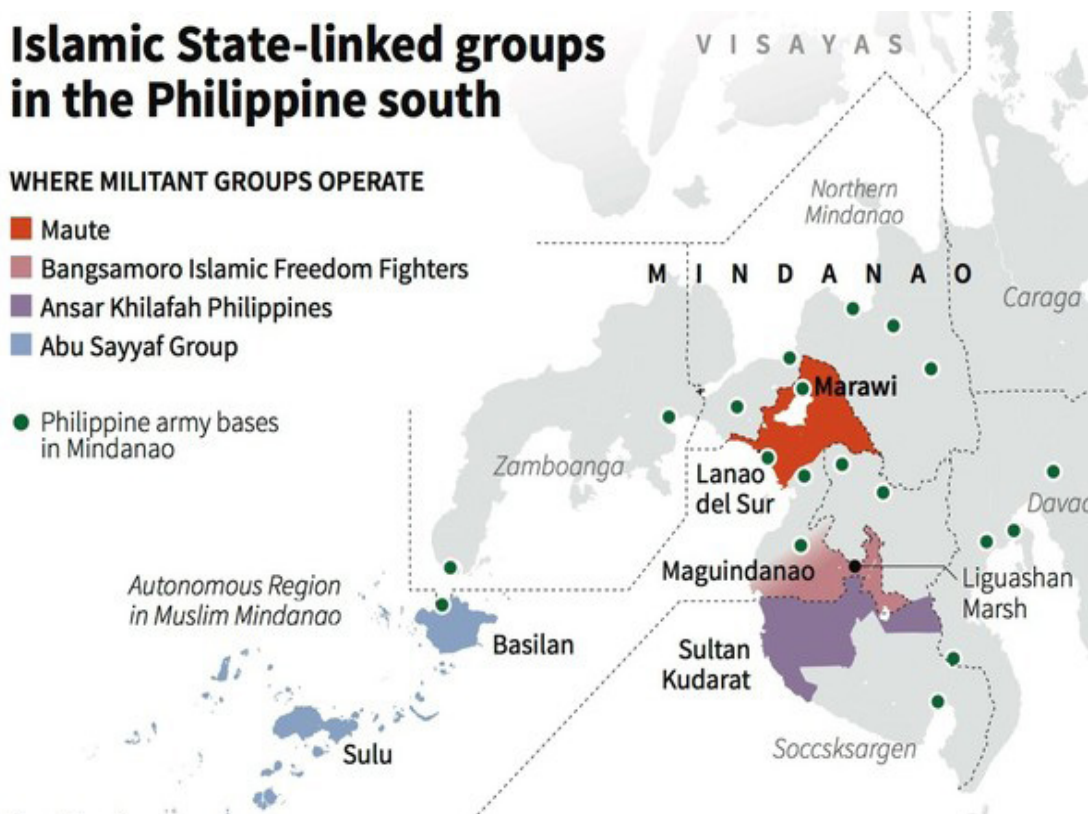 Islamic State-linked groups
in the Philippine south
WHERE MILITANT GROUPS OPERATE
Maute
Bangsamoro Islamic Freedom Fighters
Ansar Khilafah Philippines
Abu Sayyaf Group
Philippine army bases
in Mindanao
VISAYAS
Northern
Mindanao
MINDANAO
Caraga
Marawi
Zamboanga
Lanao
del Sur
Davao
Maguindanao
Liguashan
Marsh
Autonomous Region
in Muslim Mindanao
Basilan
Sultan
Kudarat
Sulu
Soccsksargen